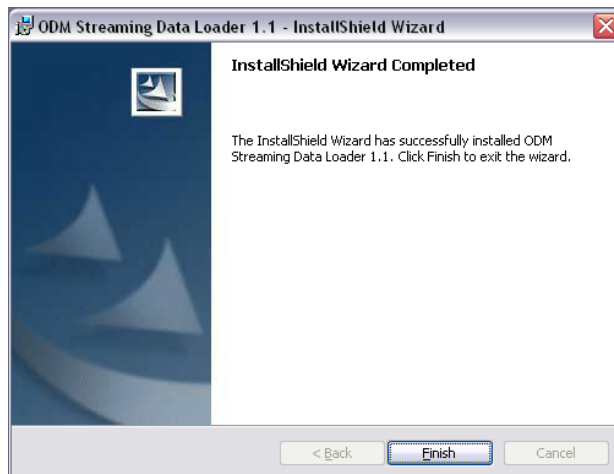 ODM Streaming Data Loader 1.1 - InstallShield Wizard
InstallShield Wizard Completed
The InstallShield Wizard has successfully installed ODM
Streaming Data Loader 1.1. Click Finish to exit the wizard.
< Back Finish Cancel